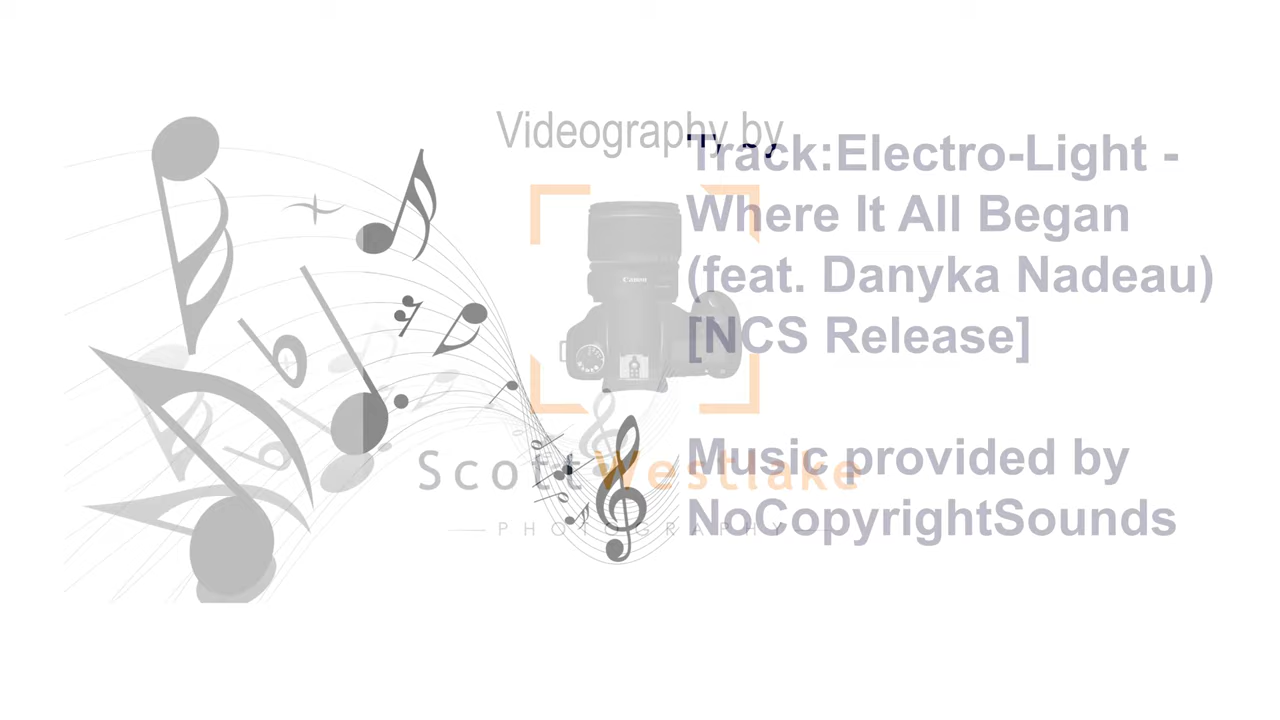 Videography by
Track:Electro-Light -
Where It All Began
(feat. Danyka Nadeau)
[NCS Release]
Canon
Scott Westlake
PHOTOGRAPHY
Music provided by
NoCopyrightSounds